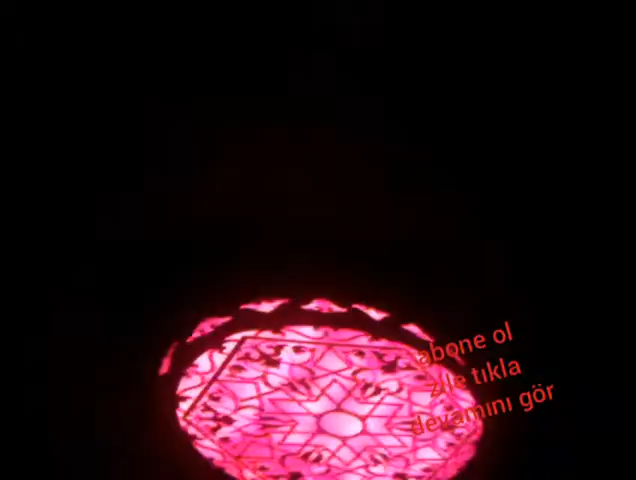 abone ol
zile tıkla
devamını gör